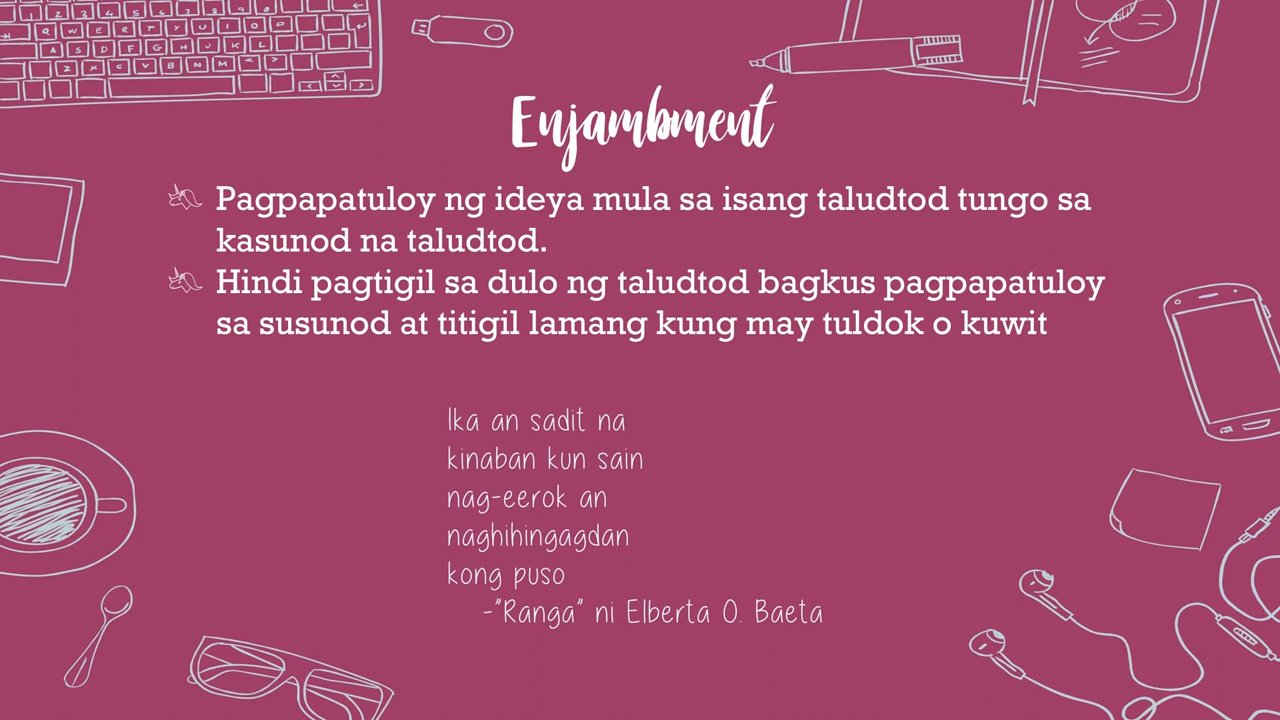 Enjambment
Pagpapatuloy ng ideya mula sa isang taludtod tungo sa
kasunod na taludtod.
Hindi pagtigil sa dulo ng taludtod bagkus pagpapatuloy
sa susunod at titigil lamang kung may tuldok o kuwit
Ika an sadit na
kinaban kun sain
nag-eerok an
naghihingagdan
kong puso
-"Ranga" ni Elberta O. Baeta